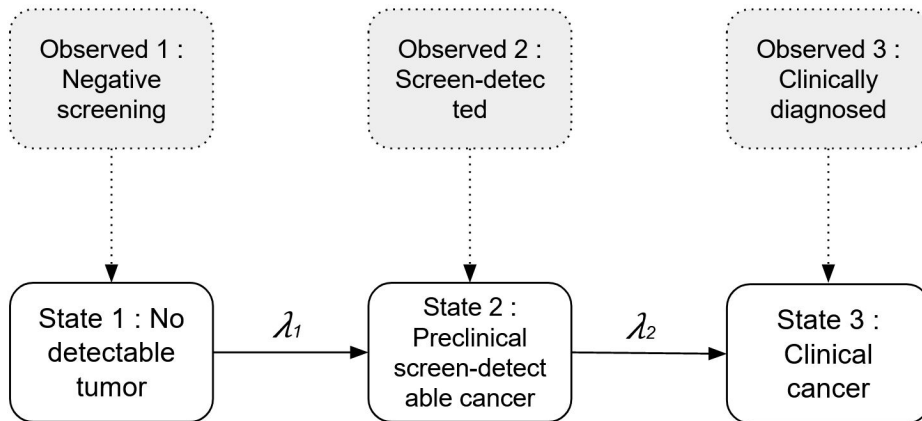 Observed 1 :
Negative
screening
Observed 2 :
Screen-detec
ted
Observed 3 :
Clinically
diagnosed
State 1 : No
detectable
tumor
λ1
State 2 :
Preclinical
screen-detect
able cancer
λ2
State 3 :
Clinical
cancer